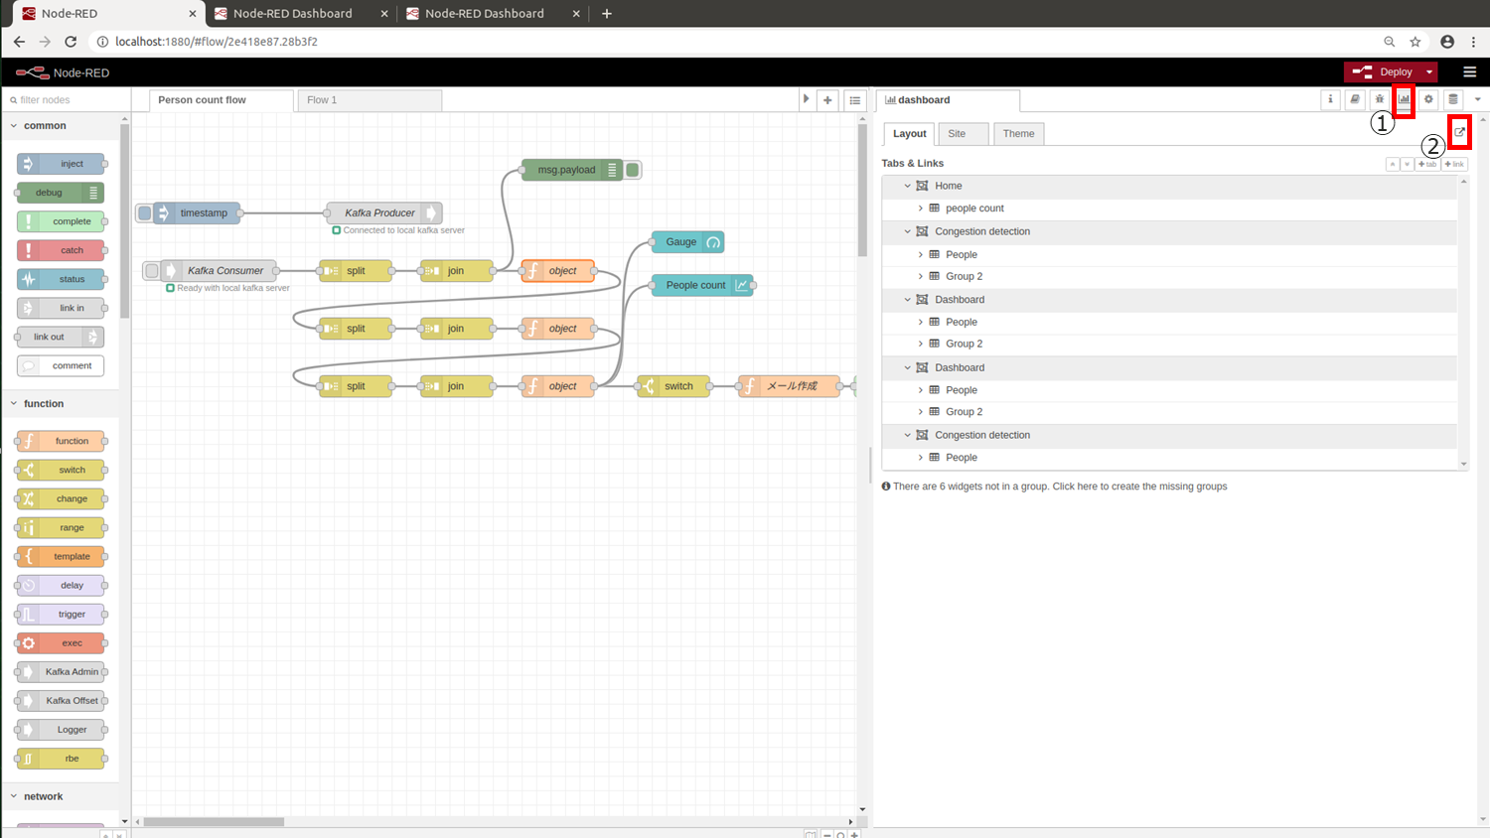 Node-RED
Node-RED Dashboard
Node-RED Dashboard
localhost:1880/#flow/2e418e87.28b3f2
Node-RED
Deploy
filter nodes
Person count flow
Flow 1
dashboard
①
②
common
inject
debug
complete
catch
status
link in
link out
comment
function
function
switch
change
range
template
delay
trigger
exec
Kafka Admin
Kafka Offset
Logger
rbe
network
msg.payload
timestamp
Kafka Producer
Connected to local kafka server
Gauge
Kafka Consumer
split
join
object
Ready with local kafka server
People count
split
join
object
split
join
object
switch
メール作成
Layout
Site
Theme
Tabs & Links
tab
link
Home
people count
Congestion detection
People
Group 2
Dashboard
People
Group 2
Dashboard
People
Group 2
Congestion detection
People
There are 6 widgets not in a group. Click here to create the missing groups